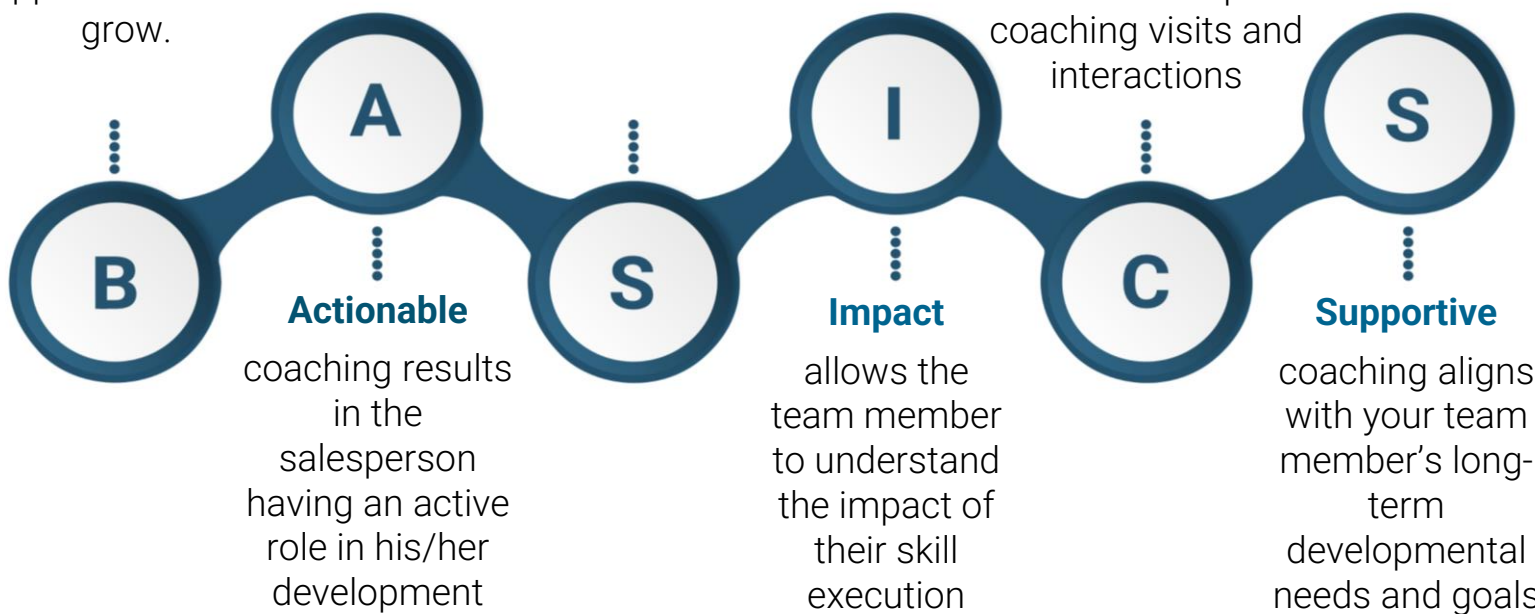 grow.
coaching visits and
interactions
B
A
S
I
C
S
Actionable
coaching results
in the
salesperson
having an active
role in his/her
development
Impact
allows the
team member
to understand
the impact of
their skill
execution
Supportive
coaching aligns
with your team
member's long-
term
developmental
needs and goals